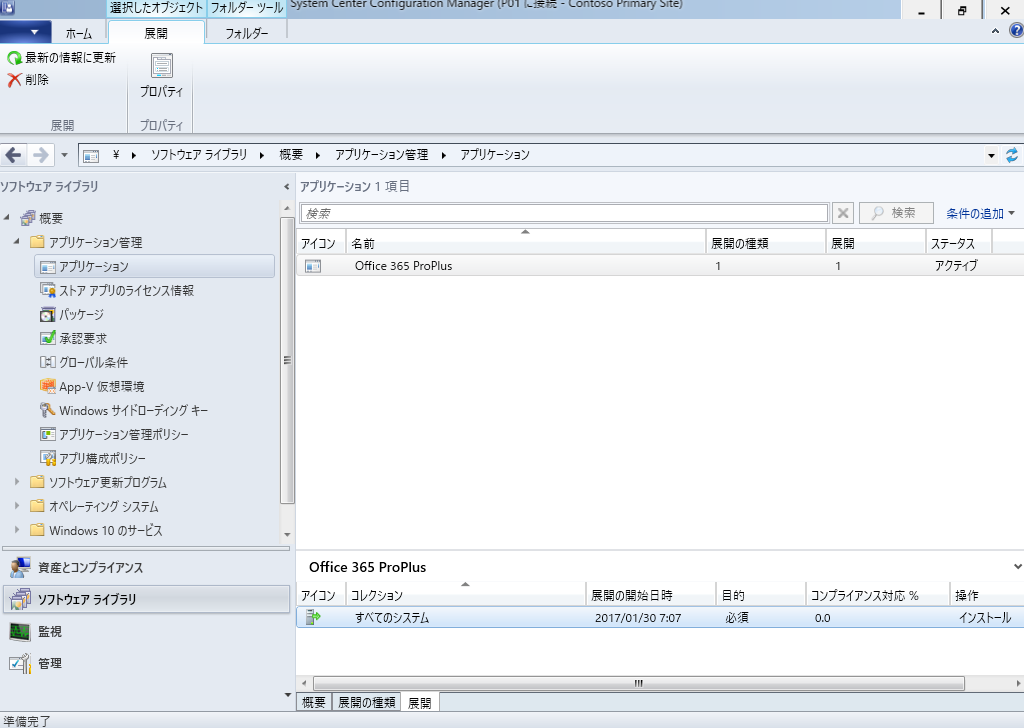 選択したオブジェクト フォルダー ツール System Center Configuration Manager (P01 に接続 - Contoso Primary Site)
ホーム 展開 フォルダー
最新の情報に更新
削除
プロパティ
展開 プロパティ
¥ ソフトウェア ライブラリ 概要 アプリケーション管理 アプリケーション
ソフトウェア ライブラリ
概要
アプリケーション管理
アプリケーション
ストア アプリのライセンス情報
パッケージ
承認要求
グローバル条件
App-V 仮想環境
Windows サイドローディング キー
アプリケーション管理ポリシー
アプリ構成ポリシー
ソフトウェア更新プログラム
オペレーティング システム
Windows 10 のサービス
資産とコンプライアンス
ソフトウェア ライブラリ
監視
管理
アプリケーション 1 項目
検索 検索 条件の追加
アイコン 名前 展開の種類 展開 ステータス
Office 365 ProPlus 1 1 アクティブ
Office 365 ProPlus
アイコン コレクション 展開の開始日時 目的 コンプライアンス対応 % 操作
すべてのシステム 2017/01/30 7:07 必須 0.0 インストール
概要 展開の種類 展開
準備完了